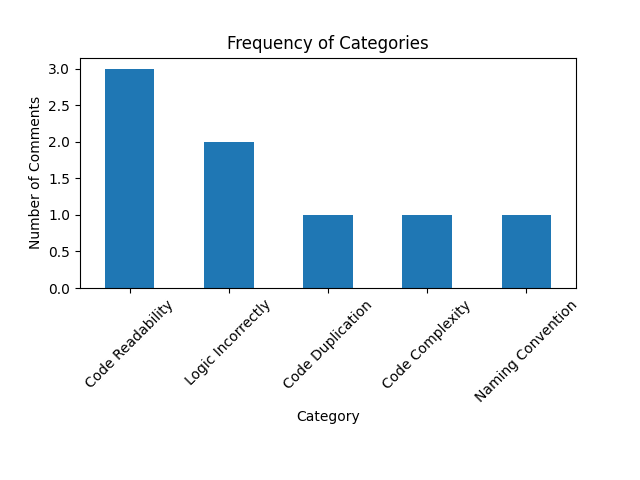 Frequency of Categories
Number of Comments
3.0
2.5
2.0
1.5
1.0
0.5
0.0
Code Readability
Logic Incorrectly
Code Duplication
Code Complexity
Naming Convention
Category